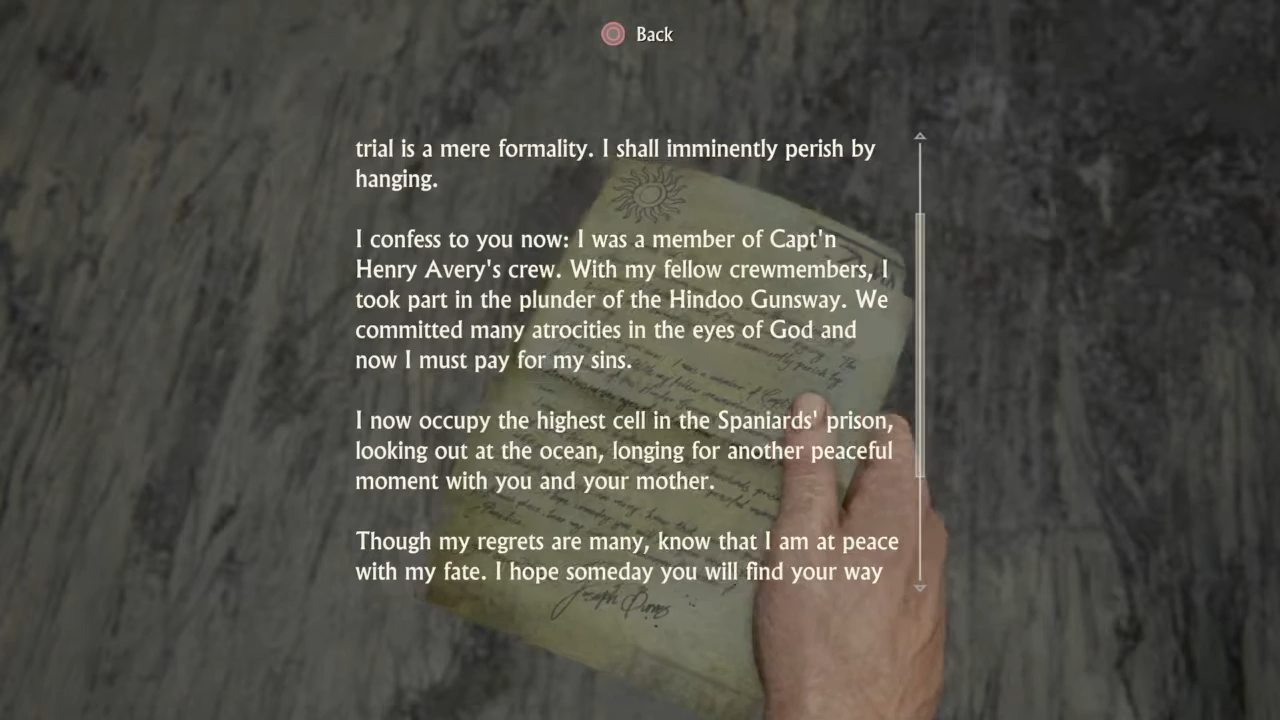 Back
trial is a mere formality. I shall imminently perish by
hanging.
I confess to you now: I was a member of Capt'n
Henry Avery's crew. With my fellow crewmembers, I
took part in the plunder of the Hindoo Gunsway. We
committed many atrocities in the eyes of God and
now I must pay for my sins.
I now occupy the highest cell in the Spaniards' prison,
looking out at the ocean, longing for another peaceful
moment with you and your mother.
Though my regrets are many, know that I am at peace
with my fate. I hope someday you will find your way